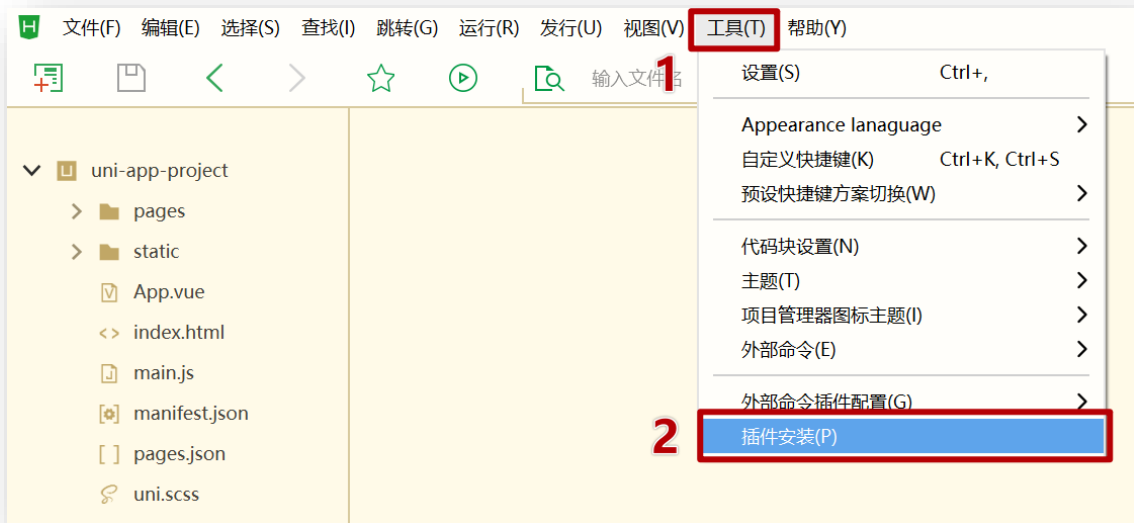 文件(F) 编辑(E) 选择(S) 查找(I) 跳转(G) 运行(R) 发行(U) 视图(V) 工具(T) 帮助(Y)
1
输入文件名
设置(S) Ctrl+,
Appearance lanaguage
自定义快捷键(K) Ctrl+K, Ctrl+S
预设快捷键方案切换(W)
代码块设置(N)
主题(T)
项目管理器图标主题(I)
外部命令(E)
外部命令插件配置(G)
2
插件安装(P)
uni-app-project
pages
static
App.vue
index.html
main.js
manifest.json
pages.json
uni.scss